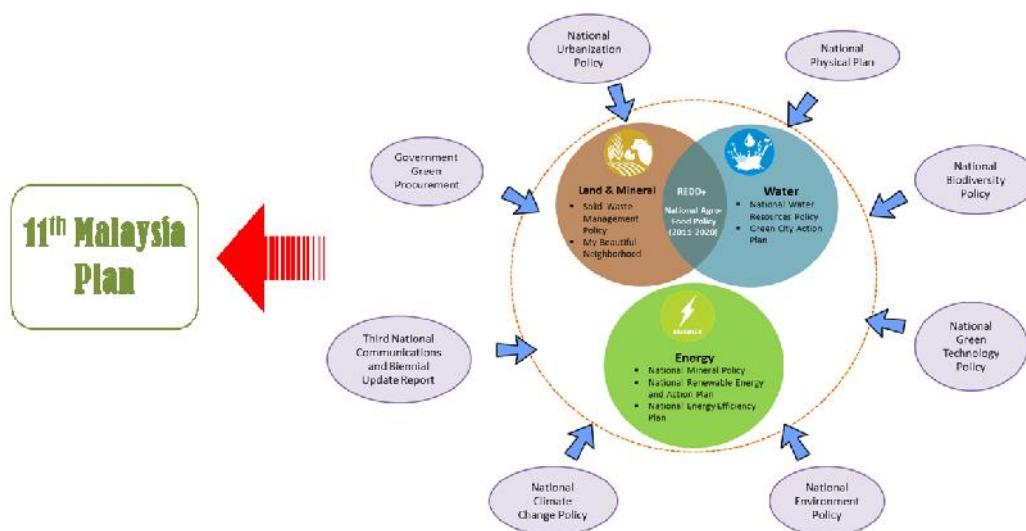 National
Urbanization
Policy
National
Physical Plan
Government
Green
Procurement
National
Biodiversity
Policy
11th Malaysia
Plan
Land & Mineral
Solid Waste
Management
Policy
My Beautiful
Neighborhood
REDD+
National Agro-
Food Policy
(2011-2020)
Water
National Water
Resources Policy
Green City Action
Plan
Third National
Communications
and Biennial
Update Report
ENERGY
Energy
National Mineral Policy
National Renewable Energy
and Action Plan
National Energy Efficiency
Plan
National
Green
Technology
Policy
National
Climate
Change Policy
National
Environment
Policy